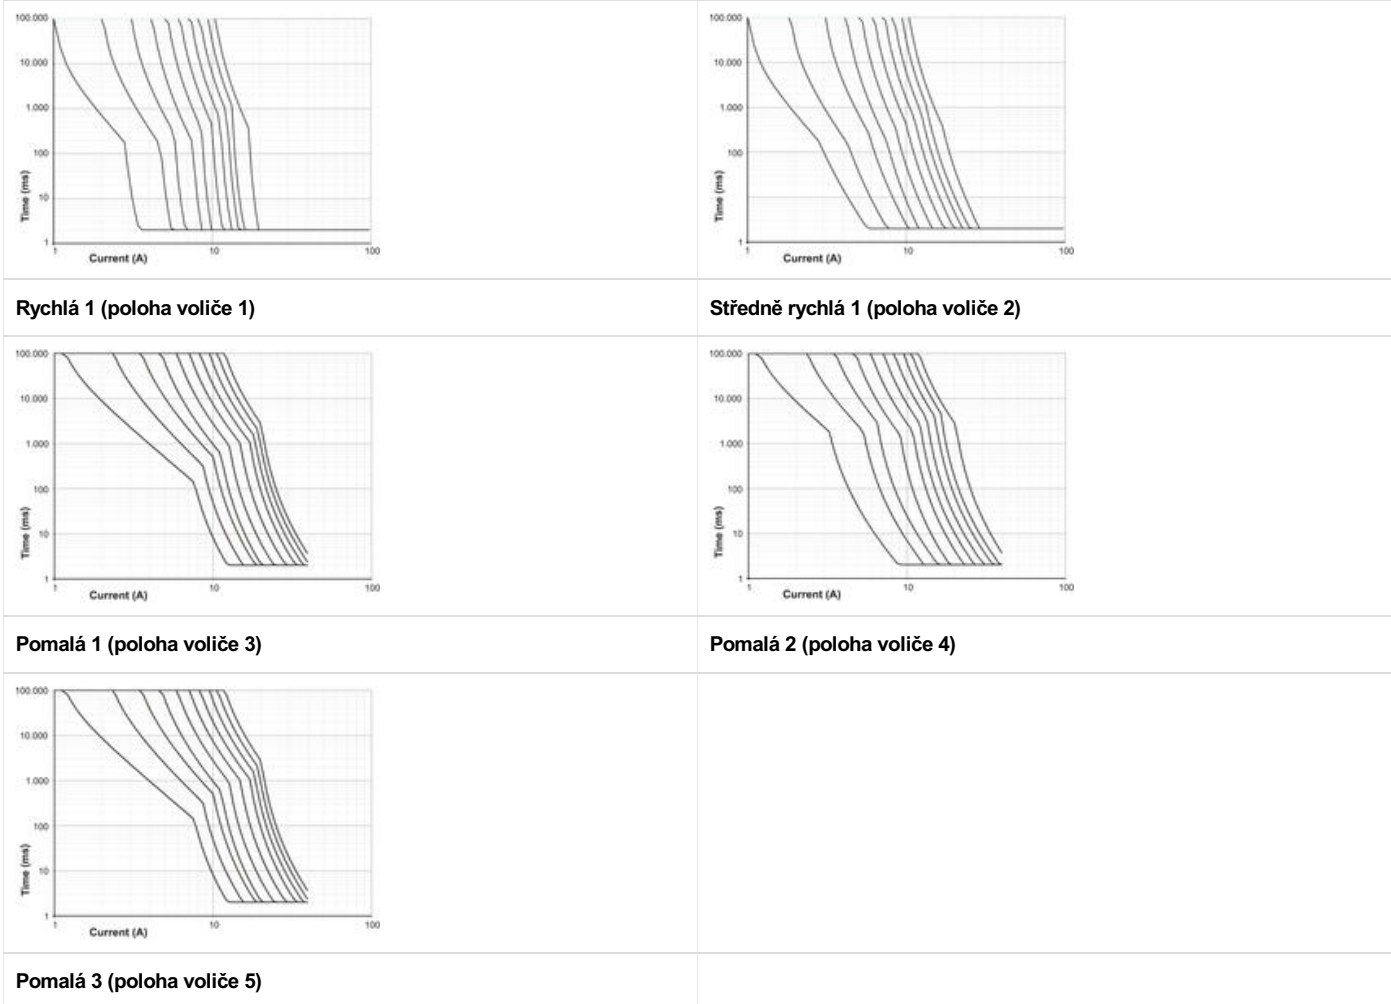 100.000
10.000
1.000
100
10
1
Time (ms)
1 10 100
Current (A)
100.000
10.000
1.000
100
10
1
Time (ms)
1 10 100
Current (A)
Rychlá 1 (poloha voliče 1)
Středně rychlá 1 (poloha voliče 2)
100.000
10.000
1.000
100
10
1
Time (ms)
1 10 100
Current (A)
100.000
10.000
1.000
100
10
1
Time (ms)
1 10 100
Current (A)
Pomalá 1 (poloha voliče 3)
Pomalá 2 (poloha voliče 4)
100.000
10.000
1.000
100
10
1
Time (ms)
1 10 100
Current (A)
Pomalá 3 (poloha voliče 5)